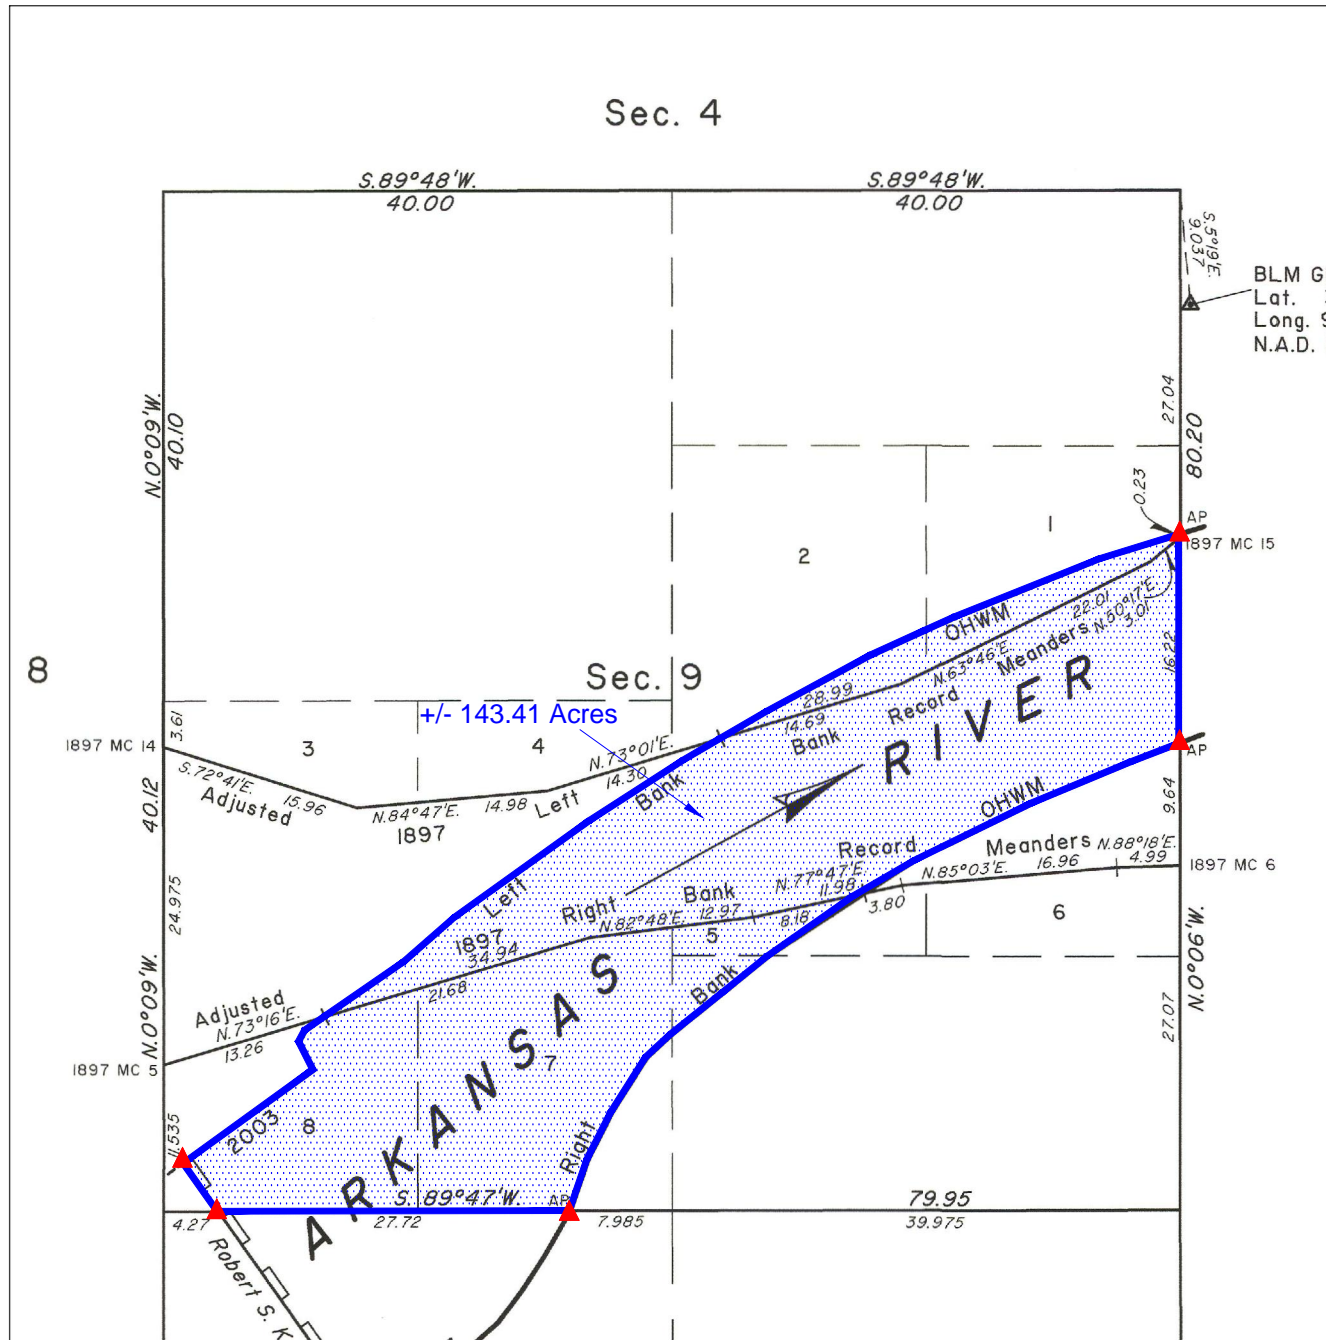 Sec. 4
S.89°48'W.
40.00
S.89°48'W.
40.00
S.5°19'E.
9.037
BLM G
Lat.
Long. 9
N.A.D.
N.0°09'W.
40.10
27.04
80.20
0.23
AP
1897 MC 15
1
2
8
Sec. 9
+/- 143.41 Acres
OHWM
22.01
N.50°17'E.
3.01
Meanders
N.63°46'E.
Record
28.99
14.69
Bank
RIVER
16.22
AP
3.61
1897 MC 14
3
4
S.72°41'E.
15.96
Adjusted
N.84°47'E.
14.98
1897
Left
N.73°01'E.
14.30
Bank
40.12
OHWM
9.64
Record
Meanders
N.88°18'E.
4.99
N.85°03'E.
16.96
1897 MC 6
N.77°47'E.
11.98
3.80
6
Left
Right
Bank
N.82°48'E.
12.97
8.18
5
24.975
1897
34.94
21.68
Bank
N.0°06'W.
27.07
N.0°09'W.
Adjusted
N.73°16'E.
13.26
1897 MC 5
ARKANSAS
7
11.535
2003
8
Right
S. 89°47'W.
AP
79.95
4.27
27.72
7.985
39.975
Robert S. K